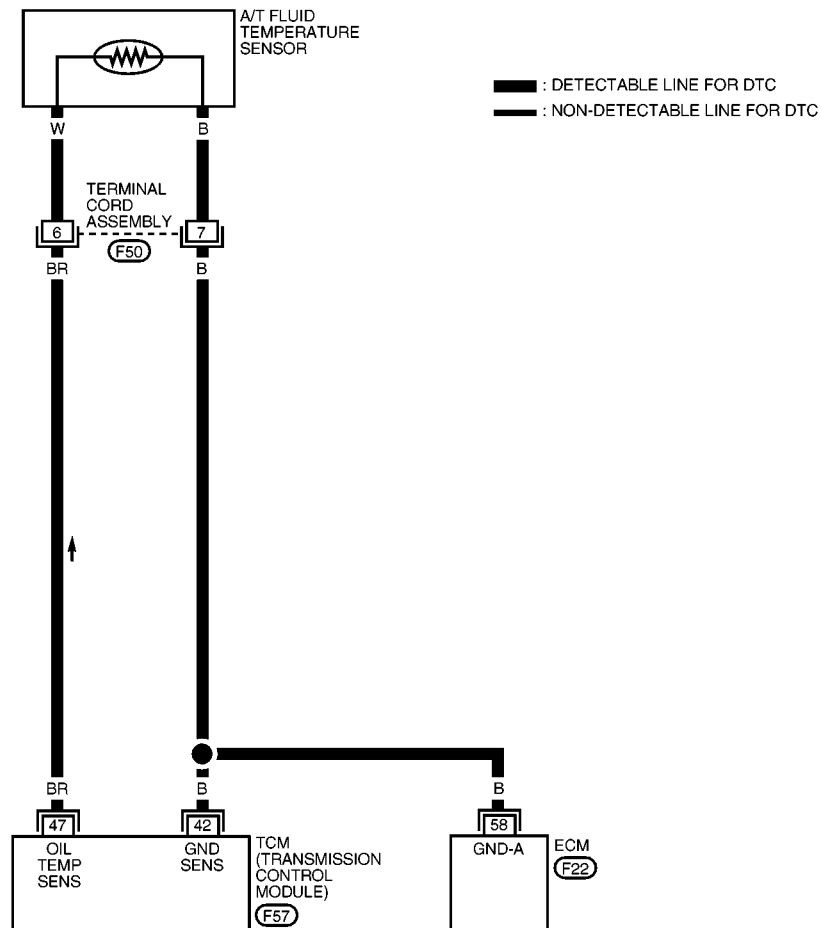 A/T FLUID
TEMPERATURE
SENSOR
: DETECTABLE LINE FOR DTC
: NON-DETECTABLE LINE FOR DTC
W
B
TERMINAL
CORD
ASSEMBLY
6
7
F50
BR
B
BR
B
B
47
42
58
OIL
TEMP
SENS
GND
SENS
TCM
(TRANSMISSION
CONTROL
MODULE)
F57
GND-A
ECM
F22